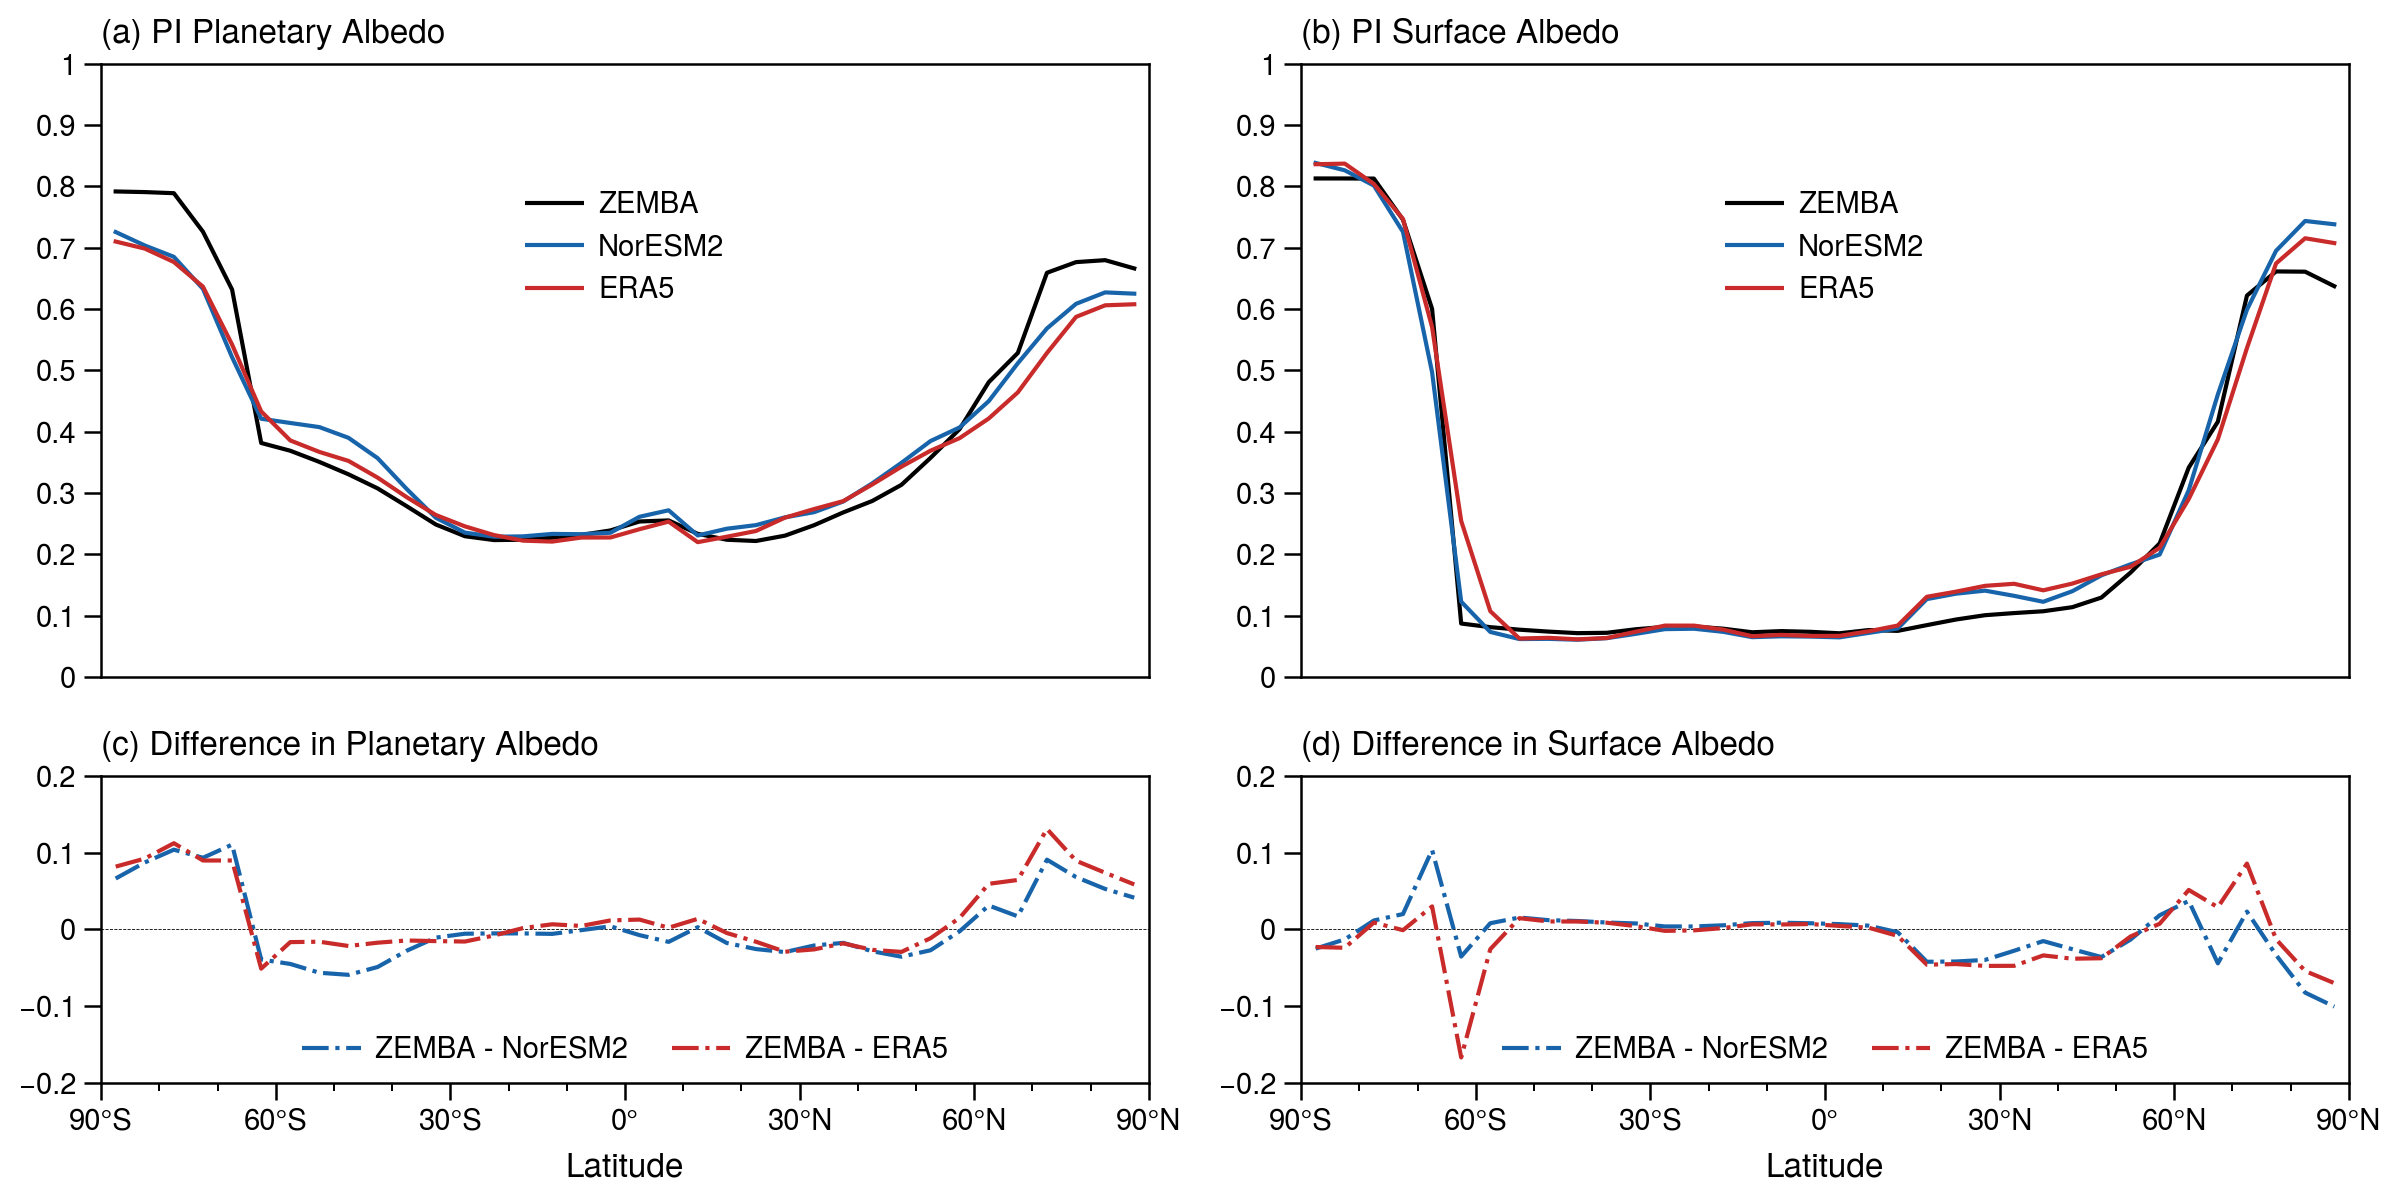 (a) PI Planetary Albedo
1
0.9
0.8
0.7
0.6
0.5
0.4
0.3
0.2
0.1
0
ZEMBA
NorESM2
ERA5
(b) PI Surface Albedo
1
0.9
0.8
0.7
0.6
0.5
0.4
0.3
0.2
0.1
0
ZEMBA
NorESM2
ERA5
(c) Difference in Planetary Albedo
0.2
0.1
0
−0.1
−0.2
ZEMBA - NorESM2 ZEMBA - ERA5
90°S 60°S 30°S 0° 30°N 60°N 90°N
Latitude
(d) Difference in Surface Albedo
0.2
0.1
0
−0.1
−0.2
ZEMBA - NorESM2 ZEMBA - ERA5
90°S 60°S 30°S 0° 30°N 60°N 90°N
Latitude